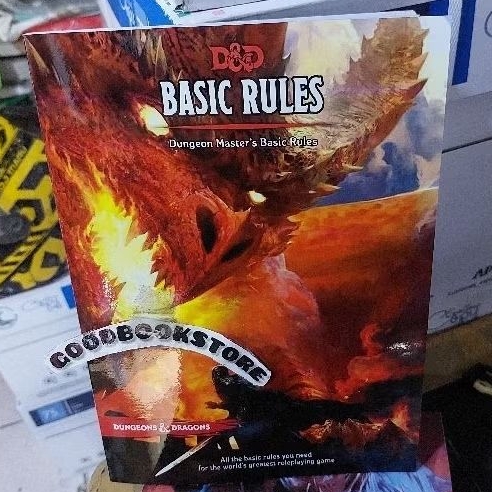 D&D
BASIC RULES
Dungeon Master's Basic Rules
GOODBOOKSTORE
DUNGEONS & DRAGONS
All the basic rules you need
for the world's greatest roleplaying game